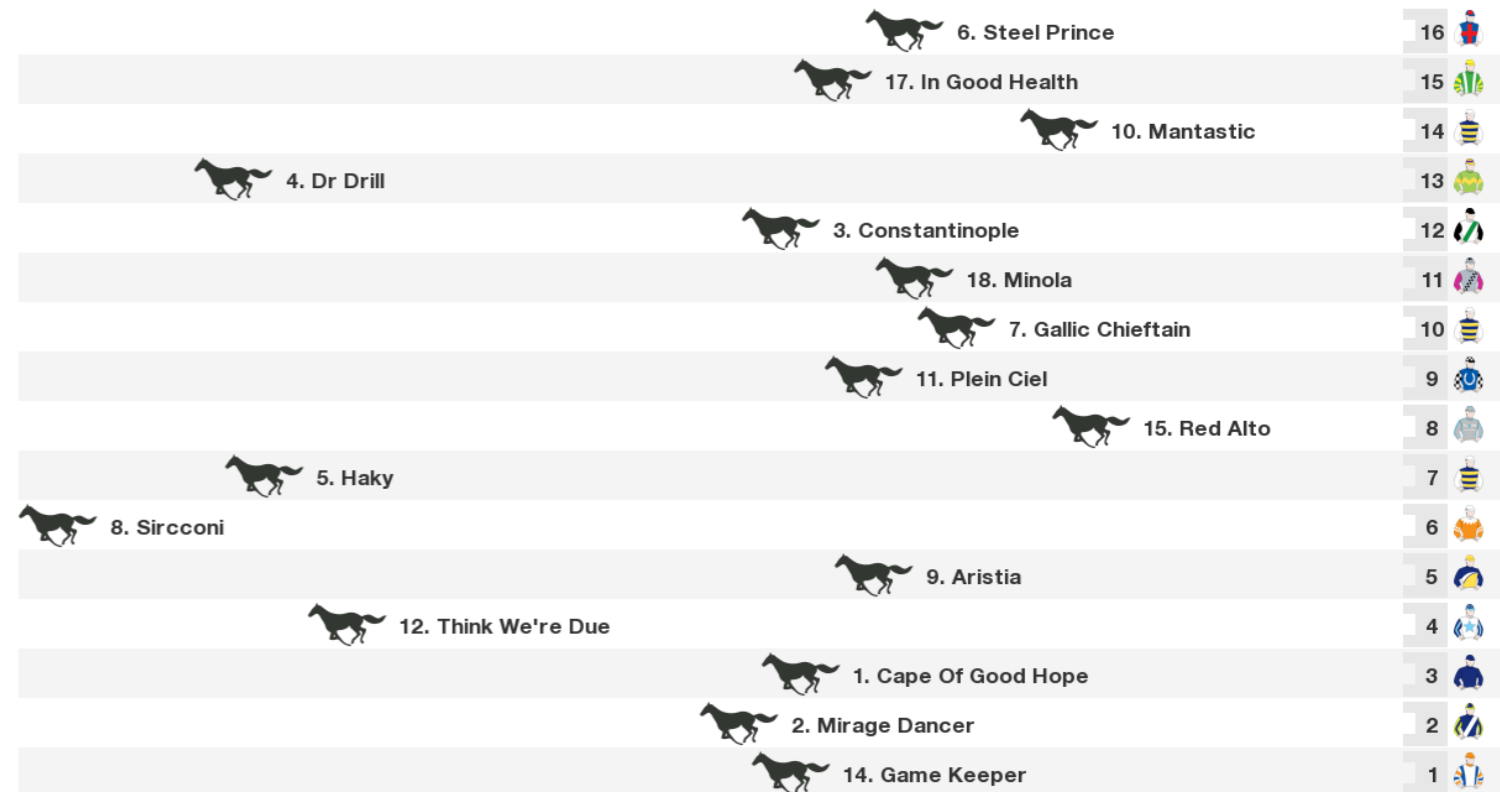 6. Steel Prince 16
17. In Good Health 15
10. Mantastic 14
4. Dr Drill 13
3. Constantinople 12
18. Minola 11
7. Gallic Chieftain 10
11. Plein Ciel 9
15. Red Alto 8
5. Haky 7
8. Sircconi 6
9. Aristia 5
12. Think We're Due 4
1. Cape Of Good Hope 3
2. Mirage Dancer 2
14. Game Keeper 1